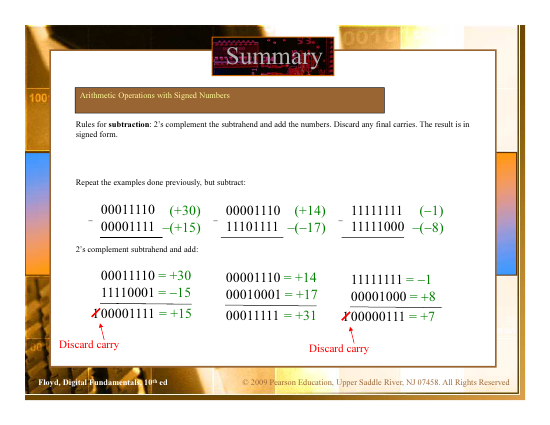 Summary
Arithmetic Operations with Signed Numbers
Rules for subtraction: 2's complement the subtrahend and add the numbers. Discard any final carries. The result is in
signed form.
Repeat the examples done previously, but subtract:
00011110 (+30)
− 00001111 −(+15)
00001110 (+14)
− 11101111 −(−17)
11111111 (−1)
− 11111000 −(−8)
2's complement subtrahend and add:
00011110 = +30
11110001 = −15
1 00001111 = +15
Discard carry
00001110 = +14
00010001 = +17
00011111 = +31
11111111 = −1
00001000 = +8
1 00000111 = +7
Discard carry
Floyd, Digital Fundamentals, 10th ed
© 2009 Pearson Education, Upper Saddle River, NJ 07458. All Rights Reserved